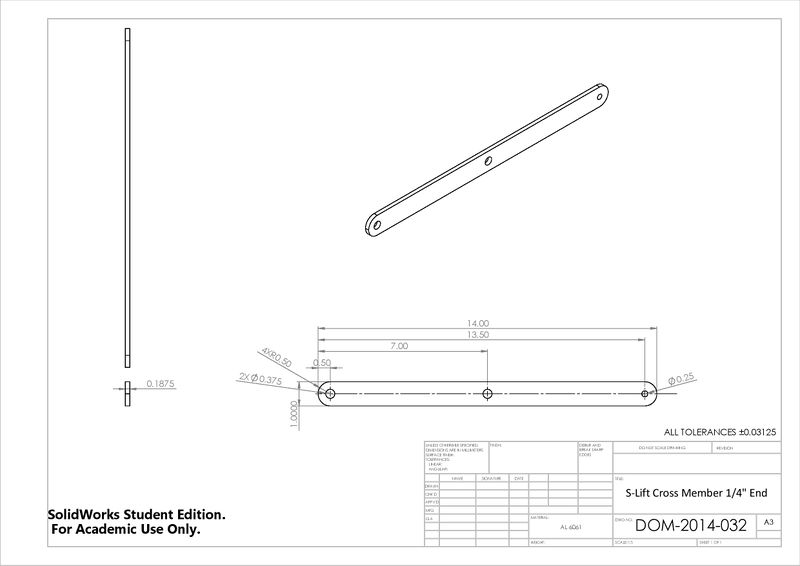 14.00
13.50
7.00
4XR0.50
0.50
2X Ø0.375
Ø0.25
0.1875
1.0000
ALL TOLERANCES ±0.03125
UNLESS OTHERWISE SPECIFIED:
DIMENSIONS ARE IN MILLIMETERS
SURFACE FINISH:
TOLERANCES:
LINEAR:
ANGULAR:
FINISH:
DEBUR AND
BREAK SHARP
EDGES
DO NOT SCALE DRAWING
REVISION
NAME
SIGNATURE
DATE
TITLE:
DRAWN
CHK'D
APPV'D
MFG
Q.A
S-Lift Cross Member 1/4" End
MATERIAL:
AL 6061
DWG NO.
DOM-2014-032
A3
WEIGHT:
SCALE:1:5
SHEET 1 OF 1
SolidWorks Student Edition.
For Academic Use Only.